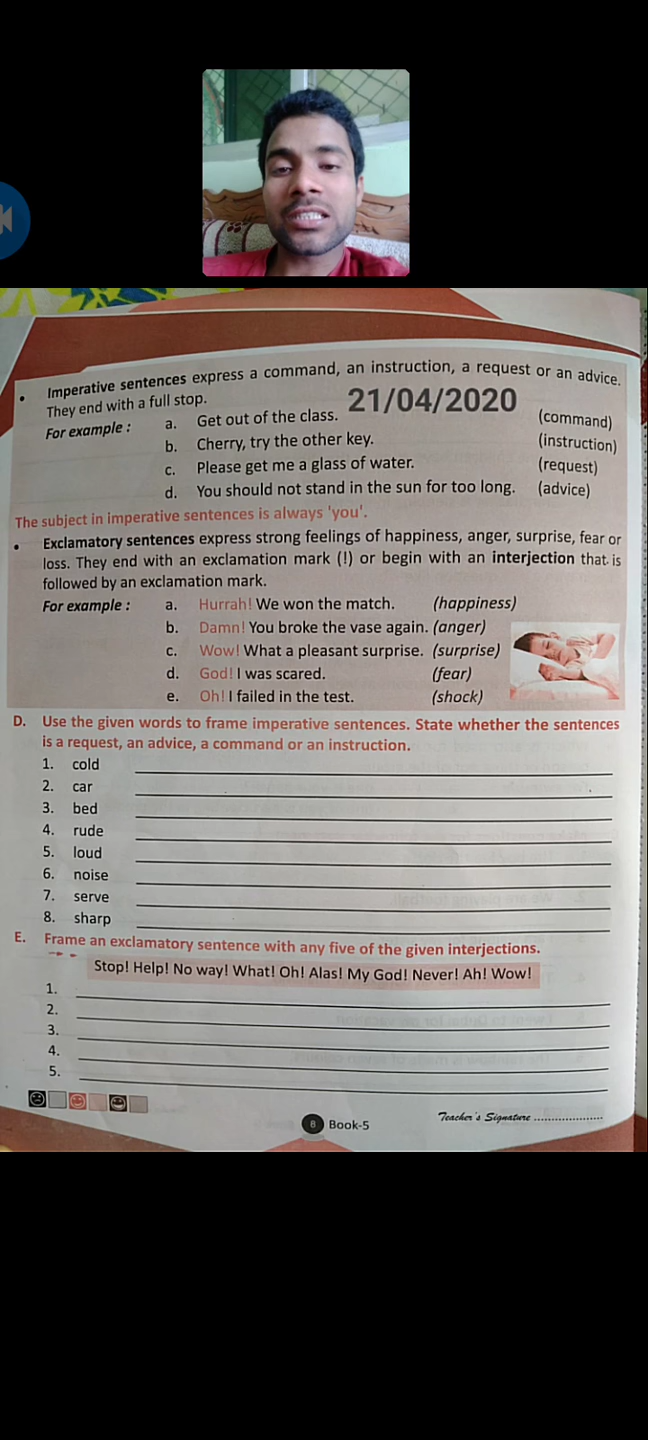 Imperative sentences express a command, an instruction, a request or an advice.
They end with a full stop.
21/04/2020
For example : a. Get out of the class. (command)
b. Cherry, try the other key. (instruction)
c. Please get me a glass of water. (request)
d. You should not stand in the sun for too long. (advice)
The subject in imperative sentences is always 'you'.
Exclamatory sentences express strong feelings of happiness, anger, surprise, fear or
loss. They end with an exclamation mark (!) or begin with an interjection that is
followed by an exclamation mark.
For example : a. Hurrah! We won the match. (happiness)
b. Damn! You broke the vase again. (anger)
c. Wow! What a pleasant surprise. (surprise)
d. God! I was scared. (fear)
e. Oh! I failed in the test. (shock)
D. Use the given words to frame imperative sentences. State whether the sentences
is a request, an advice, a command or an instruction.
1. cold
2. car
3. bed
4. rude
5. loud
6. noise
7. serve
8. sharp
E. Frame an exclamatory sentence with any five of the given interjections.
Stop! Help! No way! What! Oh! Alas! My God! Never! Ah! Wow!
1.
2.
3.
4.
5.
8 Book-5
Teacher's Signature ....................